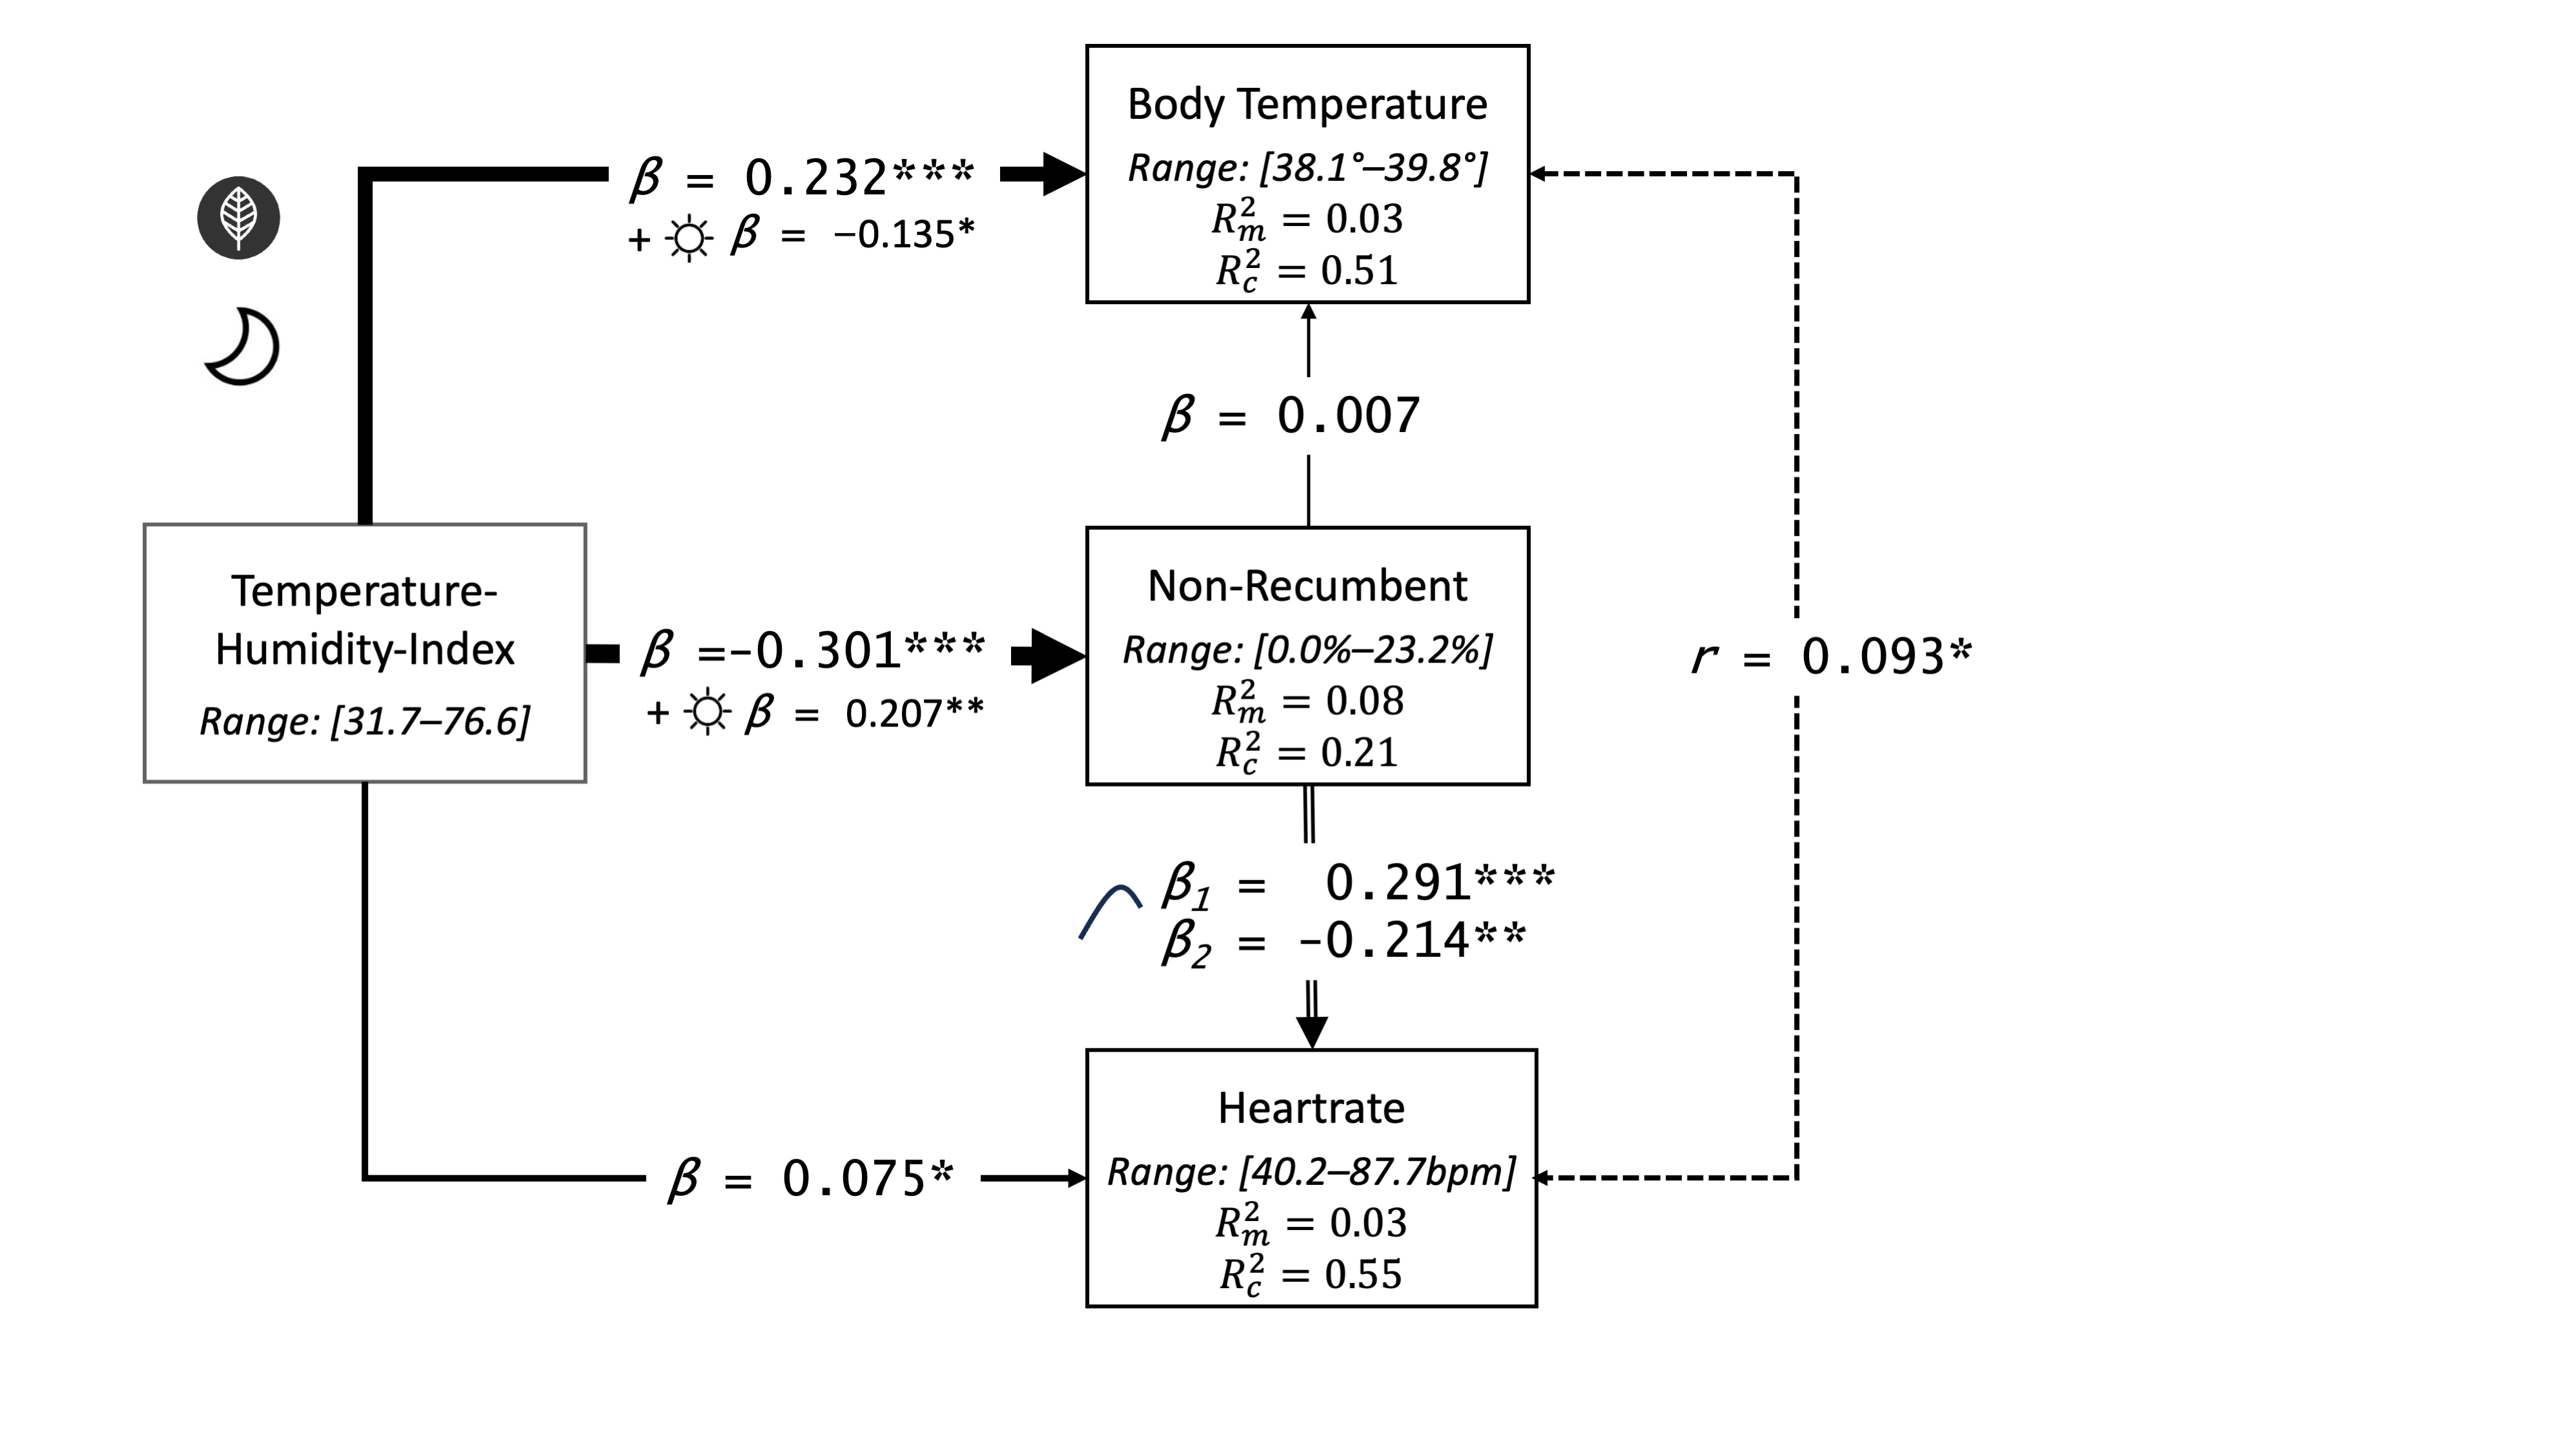 Body Temperature
Range: [38.1°–39.8°]
R²m = 0.03
R²c = 0.51
β = 0.232***
+ β = −0.135*
β = 0.007
Temperature-
Humidity-Index
Range: [31.7–76.6]
β =-0.301***
+ β = 0.207**
Non-Recumbent
Range: [0.0%–23.2%]
R²m = 0.08
R²c = 0.21
r = 0.093*
β1 = 0.291***
β2 = -0.214**
β = 0.075*
Heartrate
Range: [40.2–87.7bpm]
R²m = 0.03
R²c = 0.55